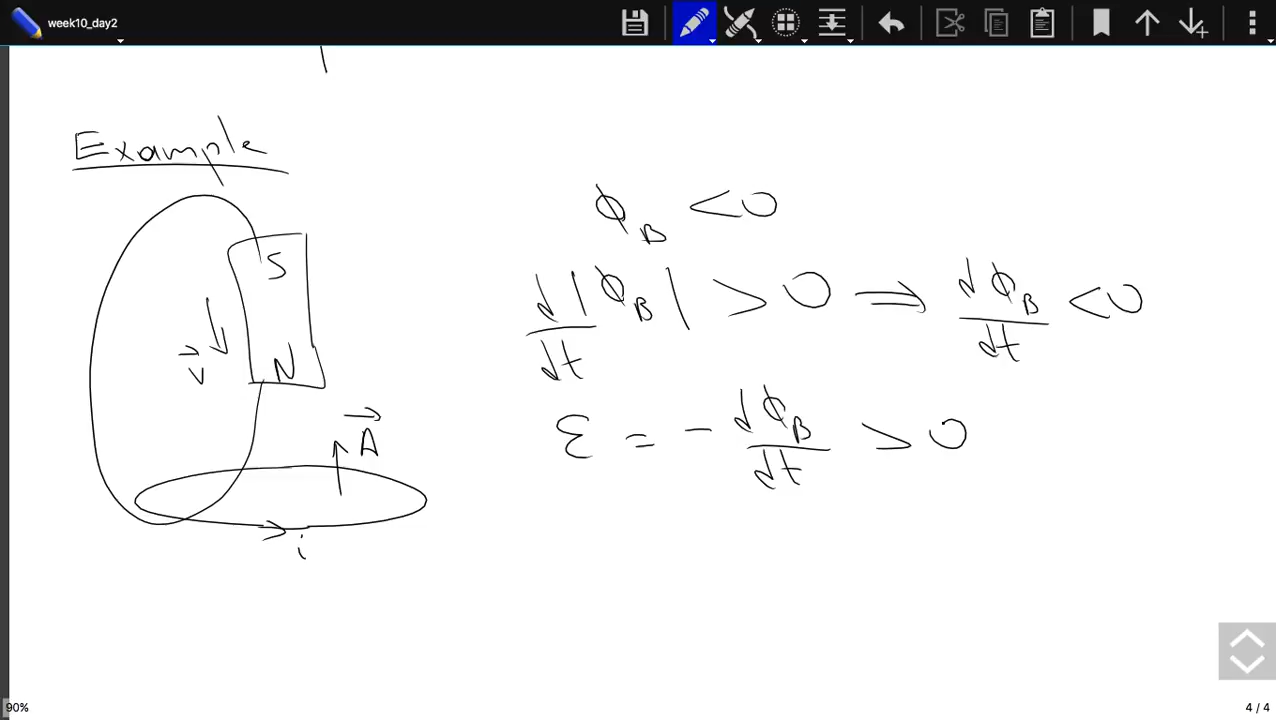 week10_day2
Example
S
N
v⃗
A⃗
i
ϕ_B < 0
d|ϕ_B|/dt > 0 ⇒ dϕ_B/dt < 0
ε = - dϕ_B/dt > 0
90%
4 / 4